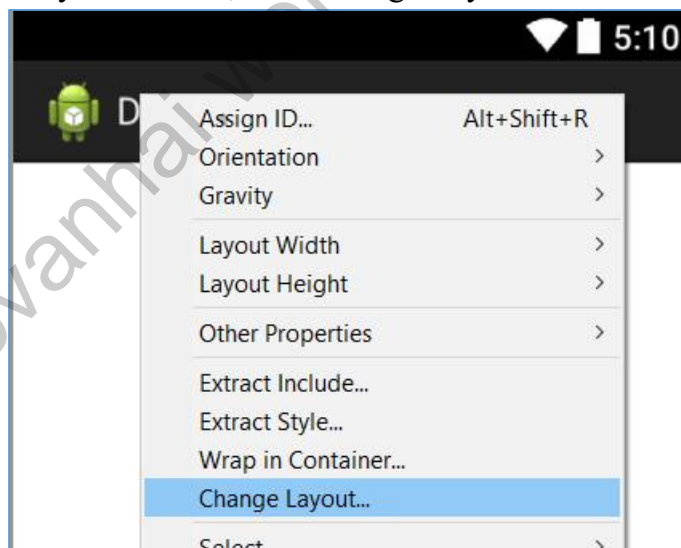 5:10
D
Assign ID... Alt+Shift+R
Orientation
Gravity
Layout Width
Layout Height
Other Properties
Extract Include...
Extract Style...
Wrap in Container...
Change Layout...
Select